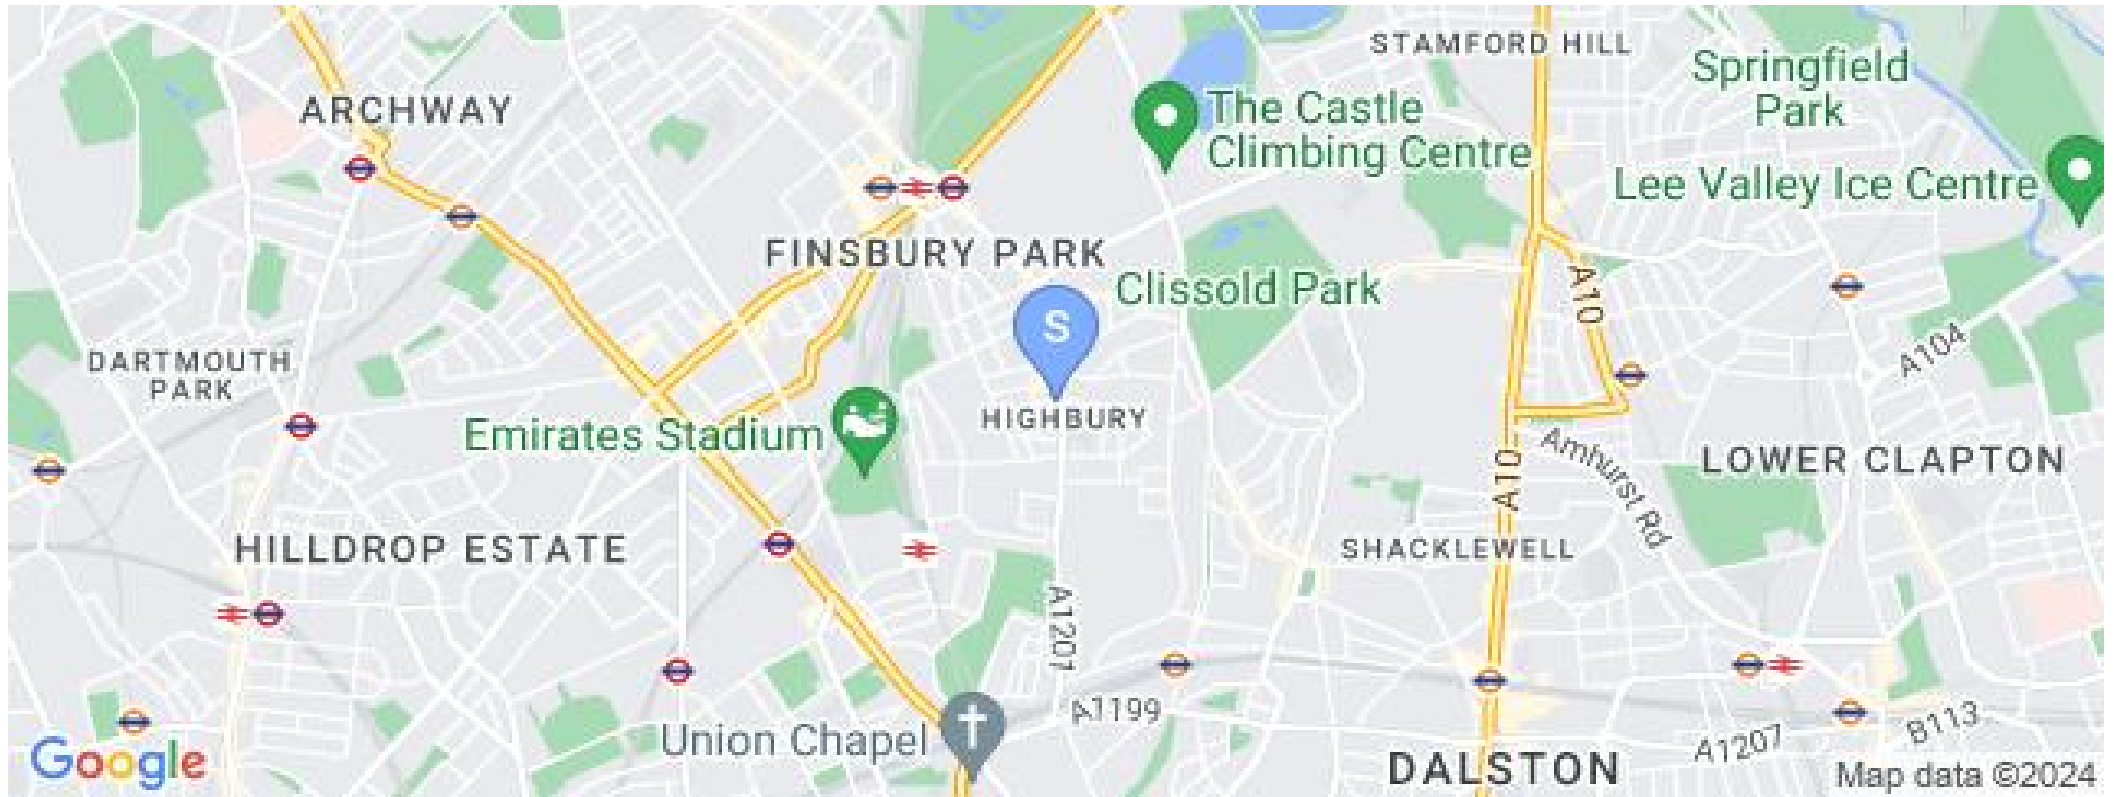 STAMFORD HILL
Springfield
Park
ARCHWAY
The Castle
Climbing Centre
Lee Valley Ice Centre
FINSBURY PARK
Clissold Park
A10
S
DARTMOUTH
PARK
A104
HIGHBURY
Emirates Stadium
A10
Amhurst Rd
LOWER CLAPTON
HILLDROP ESTATE
SHACKLEWELL
A1201
A1199
Union Chapel
B113
A1207
DALSTON
Google
Map data ©2024